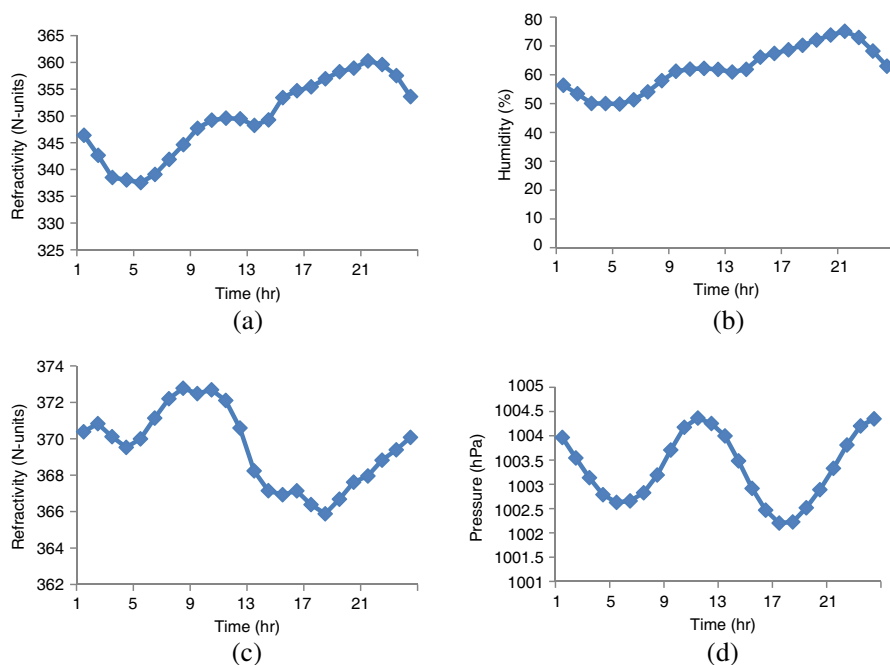 365
360
355
350
345
340
335
330
325
Refractivity (N-units)
1 5 9 13 17 21
Time (hr)
(a)
80
70
60
50
40
30
20
10
0
Humidity (%)
1 5 9 13 17 21
Time (hr)
(b)
374
372
370
368
366
364
362
Refractivity (N-units)
1 5 9 13 17 21
Time (hr)
(c)
1005
1004.5
1004
1003.5
1003
1002.5
1002
1001.5
1001
Pressure (hPa)
1 5 9 13 17 21
Time (hr)
(d)